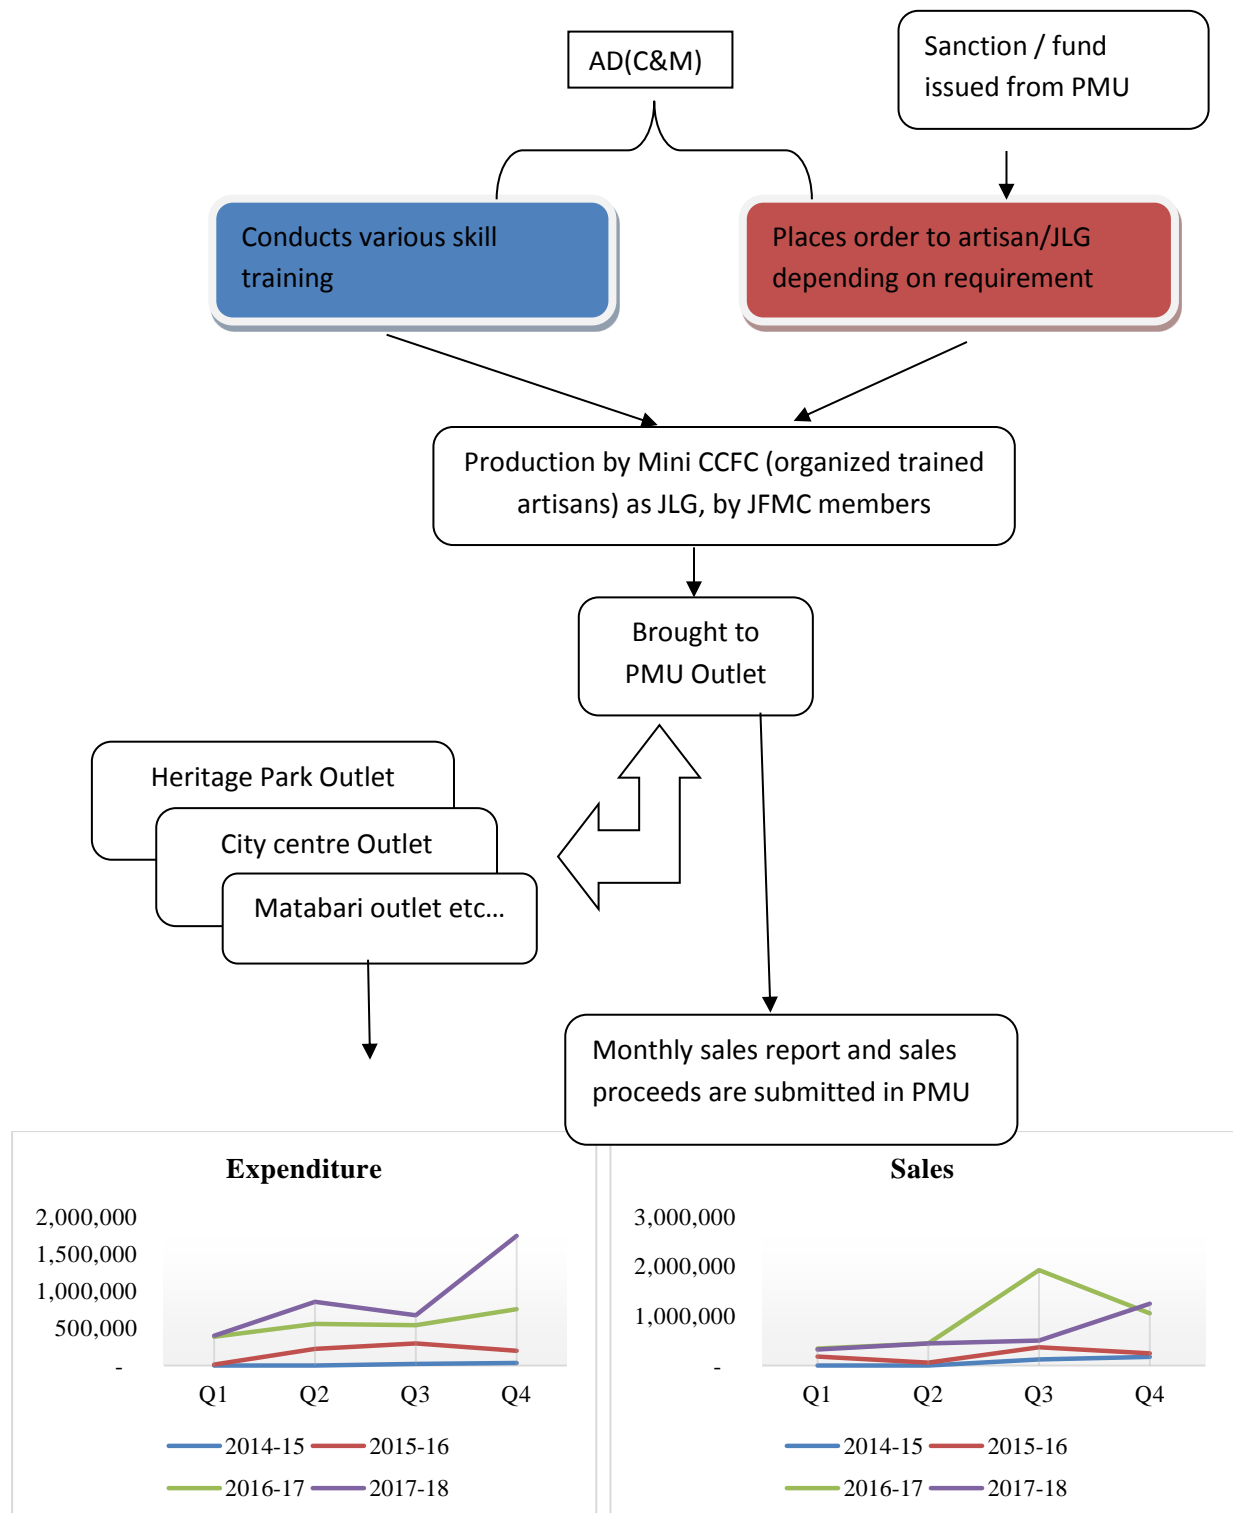 AD(C&M)
Sanction / fund
issued from PMU
Conducts various skill
training
Places order to artisan/JLG
depending on requirement
Production by Mini CCFC (organized trained
artisans) as JLG, by JFMC members
Brought to
PMU Outlet
Heritage Park Outlet
City centre Outlet
Matabari outlet etc...
Monthly sales report and sales
proceeds are submitted in PMU
Expenditure
2,000,000
1,500,000
1,000,000
500,000
-
Q1 Q2 Q3 Q4
2014-15 2015-16
2016-17 2017-18
Sales
3,000,000
2,000,000
1,000,000
-
Q1 Q2 Q3 Q4
2014-15 2015-16
2016-17 2017-18